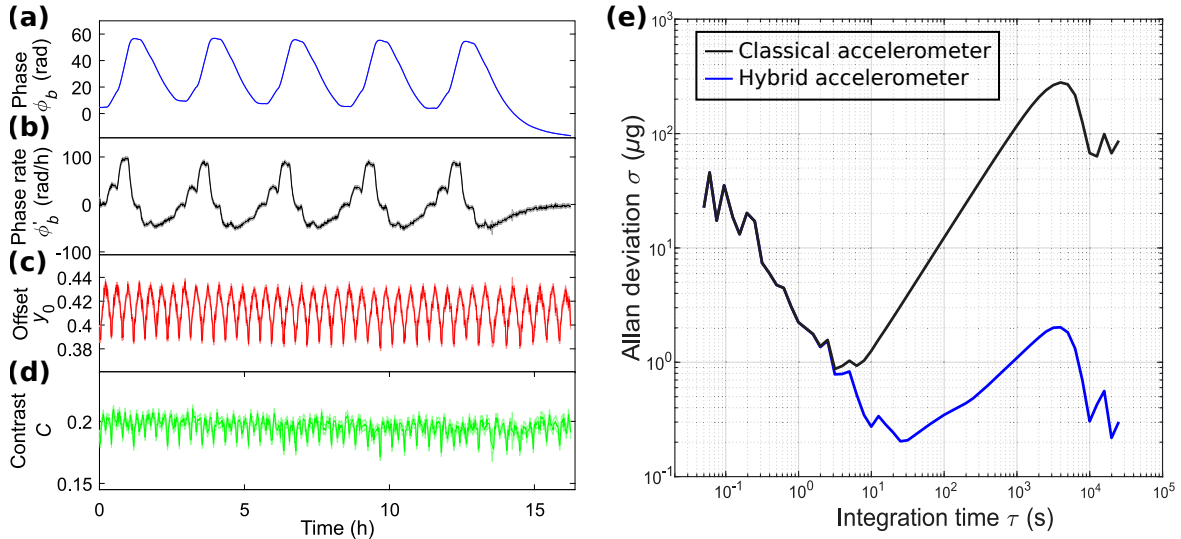 (a)
Phase
ϕ_b (rad)
60
40
20
0
(b)
Phase rate
ϕ'_b (rad/h)
100
0
-100
(c)
Offset
y_0
0.44
0.42
0.4
0.38
(d)
Contrast
C
0.2
0.15
0
5
10
15
Time (h)
(e)
Allan deviation σ (µg)
10^3
10^2
10^1
10^0
10^-1
Classical accelerometer
Hybrid accelerometer
10^-1
10^0
10^1
10^2
10^3
10^4
10^5
Integration time τ (s)